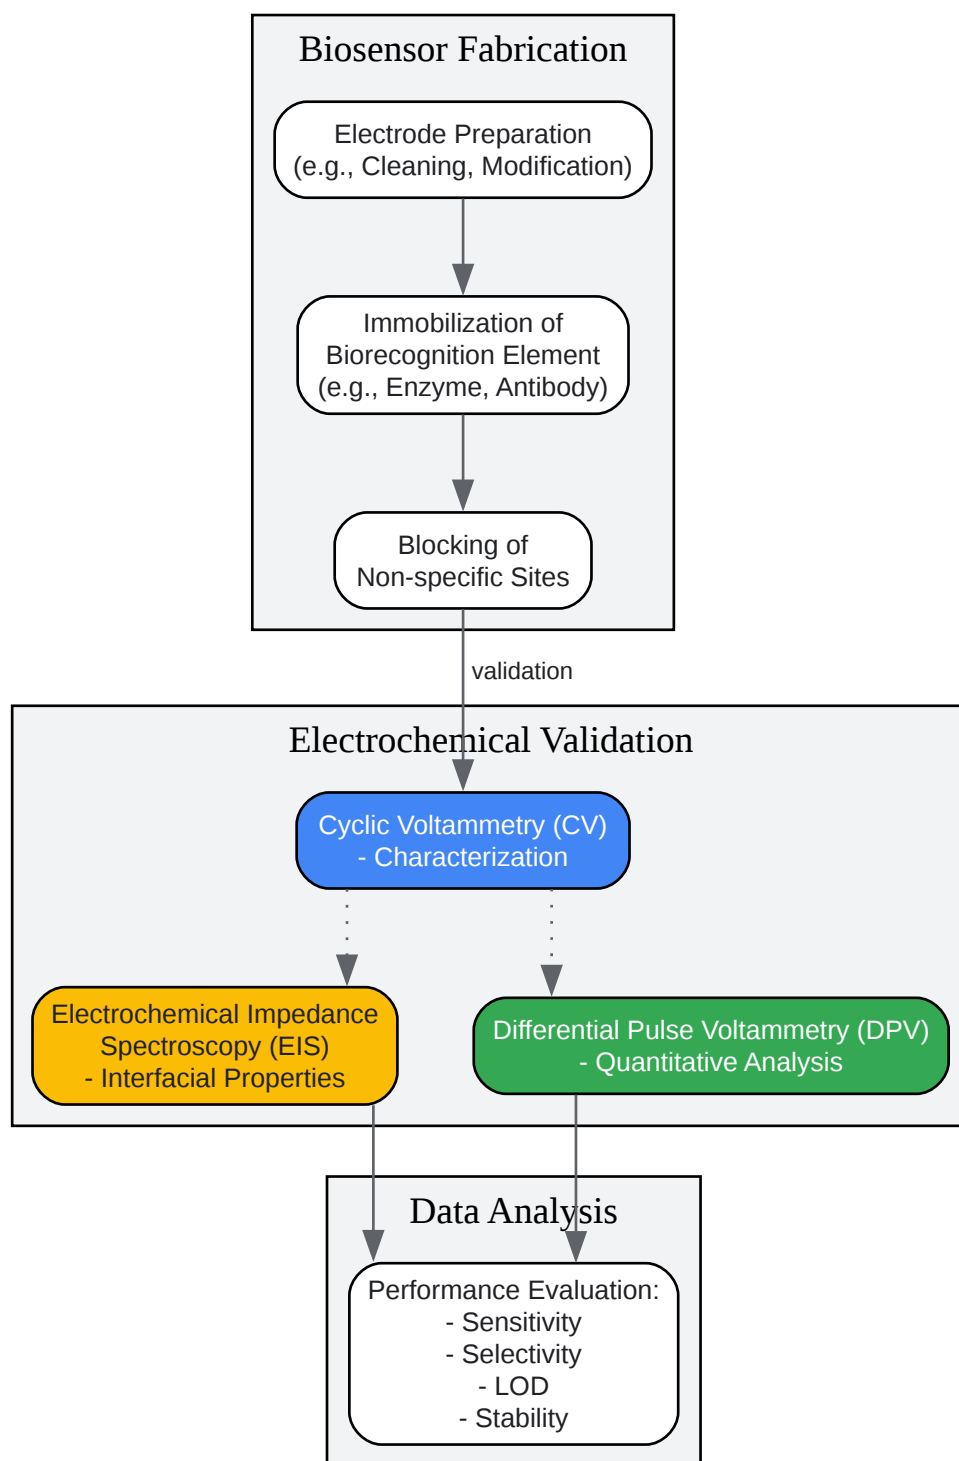 Biosensor Fabrication
Electrode Preparation
(e.g., Cleaning, Modification)
Immobilization of
Biorecognition Element
(e.g., Enzyme, Antibody)
Blocking of
Non-specific Sites
validation
Electrochemical Validation
Cyclic Voltammetry (CV)
- Characterization
Electrochemical Impedance
Spectroscopy (EIS)
- Interfacial Properties
Differential Pulse Voltammetry (DPV)
- Quantitative Analysis
Data Analysis
Performance Evaluation:
- Sensitivity
- Selectivity
- LOD
- Stability